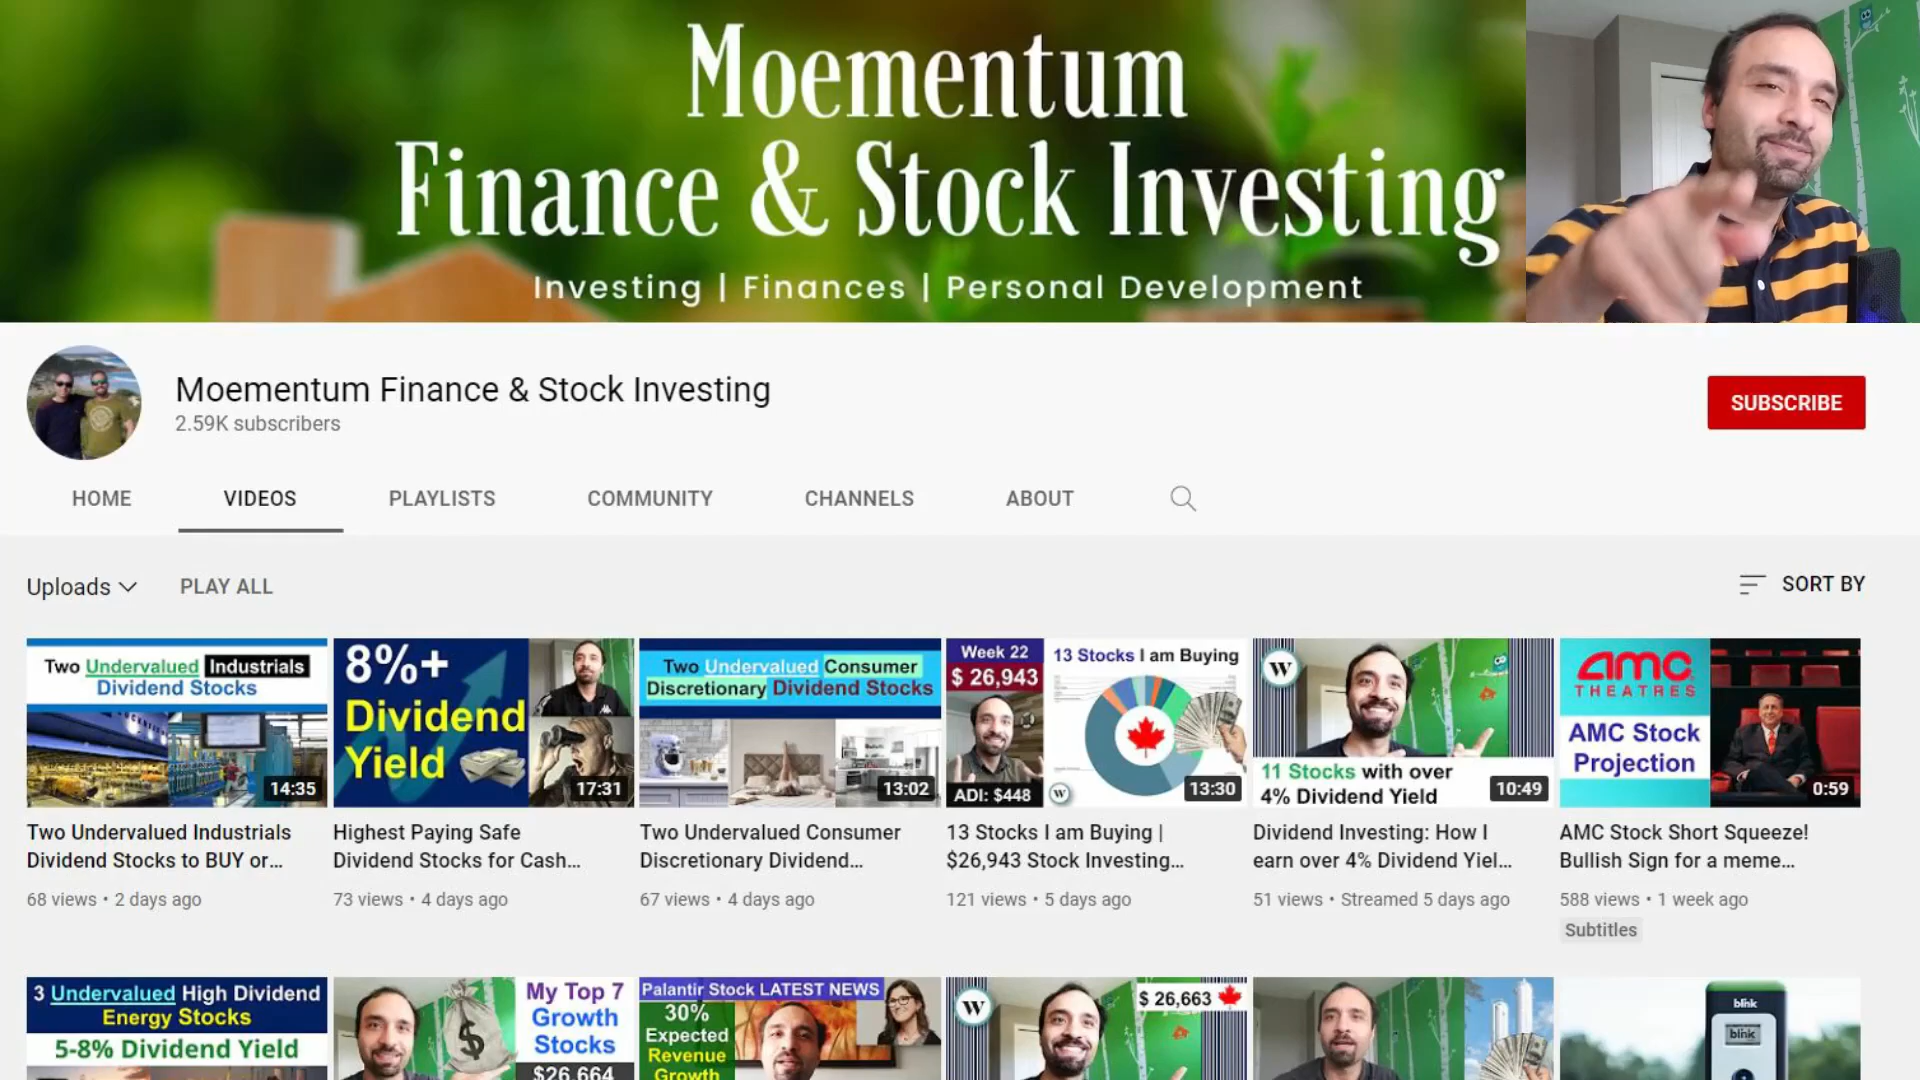 Moementum
Finance & Stock Investing
Investing | Finances | Personal Development
Moementum Finance & Stock Investing
2.59K subscribers
SUBSCRIBE
HOME
VIDEOS
PLAYLISTS
COMMUNITY
CHANNELS
ABOUT
Uploads
PLAY ALL
SORT BY
Two Undervalued Industrials
Dividend Stocks
14:35
8%+
Dividend
Yield
17:31
Two Undervalued Consumer
Discretionary Dividend Stocks
13:02
Week 22
$ 26,943
13 Stocks I am Buying
ADI: $448
W
13:30
W
11 Stocks with over
4% Dividend Yield
10:49
amc
THEATRES
AMC Stock
Projection
0:59
Two Undervalued Industrials
Dividend Stocks to BUY or...
68 views • 2 days ago
Highest Paying Safe
Dividend Stocks for Cash...
73 views • 4 days ago
Two Undervalued Consumer
Discretionary Dividend...
67 views • 4 days ago
13 Stocks I am Buying |
$26,943 Stock Investing...
121 views • 5 days ago
Dividend Investing: How I
earn over 4% Dividend Yiel...
51 views • Streamed 5 days ago
AMC Stock Short Squeeze!
Bullish Sign for a meme...
588 views • 1 week ago
Subtitles
3 Undervalued High Dividend
Energy Stocks
5-8% Dividend Yield
$
My Top 7
Growth
Stocks
$26,664
Palantir Stock LATEST NEWS
30%
Expected
Revenue
Growth
W
$ 26,663
blink
blink